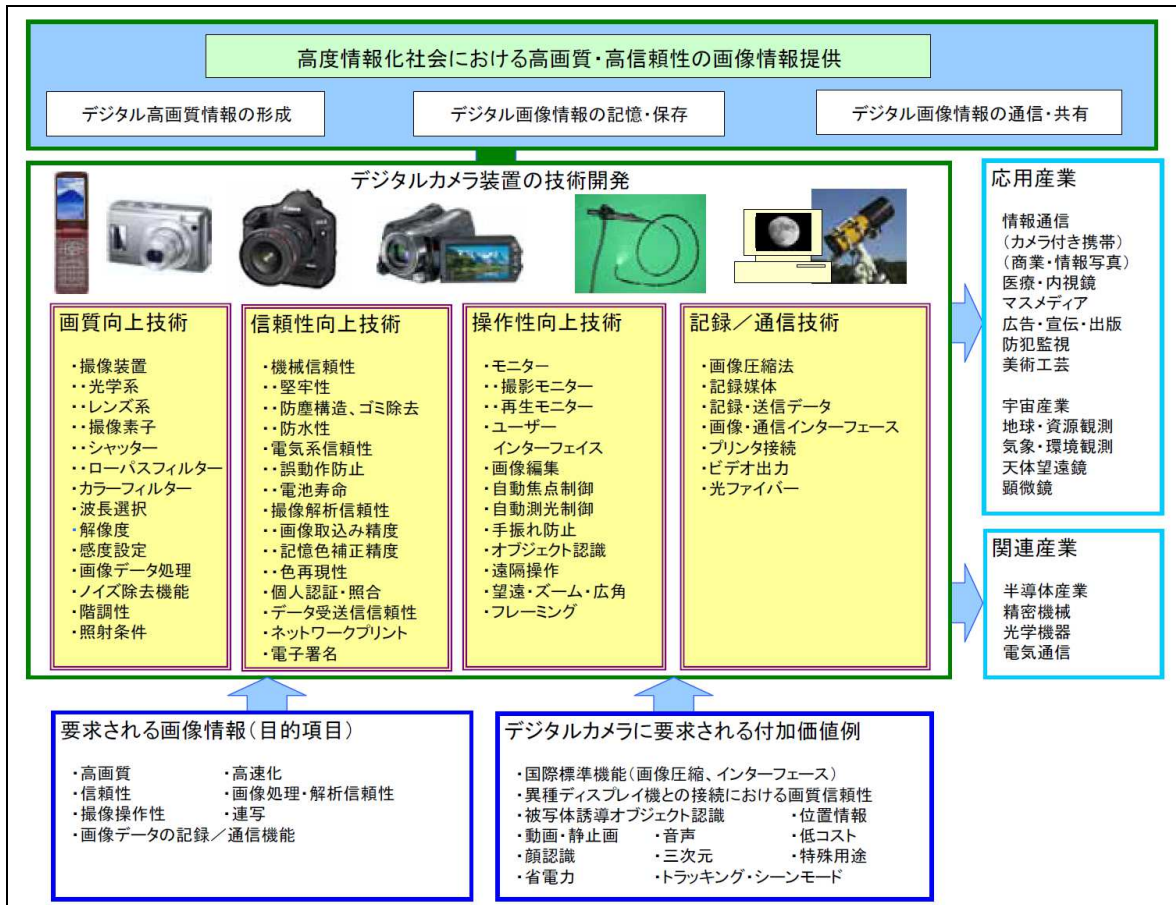 高度情報化社会における高画質・高信頼性の画像情報提供
デジタル高画質情報の形成
デジタル画像情報の記憶・保存
デジタル画像情報の通信・共有
デジタルカメラ装置の技術開発
画質向上技術
・撮像装置
・・光学系
・・レンズ系
・・撮像素子
・・シャッター
・・ローパスフィルター
・カラーフィルター
・波長選択
・解像度
・感度設定
・画像データ処理
・ノイズ除去機能
・階調性
・照射条件
信頼性向上技術
・機械信頼性
・・堅牢性
・・防塵構造、ゴミ除去
・・防水性
・電気系信頼性
・・誤動作防止
・・電池寿命
・撮像解析信頼性
・・画像取込み精度
・・記憶色補正精度
・・色再現性
・個人認証・照合
・データ受送信信頼性
・ネットワークプリント
・電子署名
操作性向上技術
・モニター
・・撮影モニター
・・再生モニター
・ユーザー
インターフェイス
・画像編集
・自動焦点制御
・自動測光制御
・手振れ防止
・オブジェクト認識
・遠隔操作
・望遠・ズーム・広角
・フレーミング
記録／通信技術
・画像圧縮法
・記録媒体
・記録・送信データ
・画像・通信インターフェース
・プリンタ接続
・ビデオ出力
・光ファイバー
応用産業
情報通信
（カメラ付き携帯）
（商業・情報写真）
医療・内視鏡
マスメディア
広告・宣伝・出版
防犯監視
美術工芸
宇宙産業
地球・資源観測
気象・環境観測
天体望遠鏡
顕微鏡
関連産業
半導体産業
精密機械
光学機器
電気通信
要求される画像情報（目的項目）
・高画質 ・高速化
・信頼性 ・画像処理・解析信頼性
・撮像操作性 ・連写
・画像データの記録／通信機能
デジタルカメラに要求される付加価値例
・国際標準機能（画像圧縮、インターフェース）
・異種ディスプレイ機との接続における画質信頼性
・被写体誘導オブジェクト認識 ・位置情報
・動画・静止画 ・音声 ・低コスト
・顔認識 ・三次元 ・特殊用途
・省電力 ・トラッキング・シーンモード